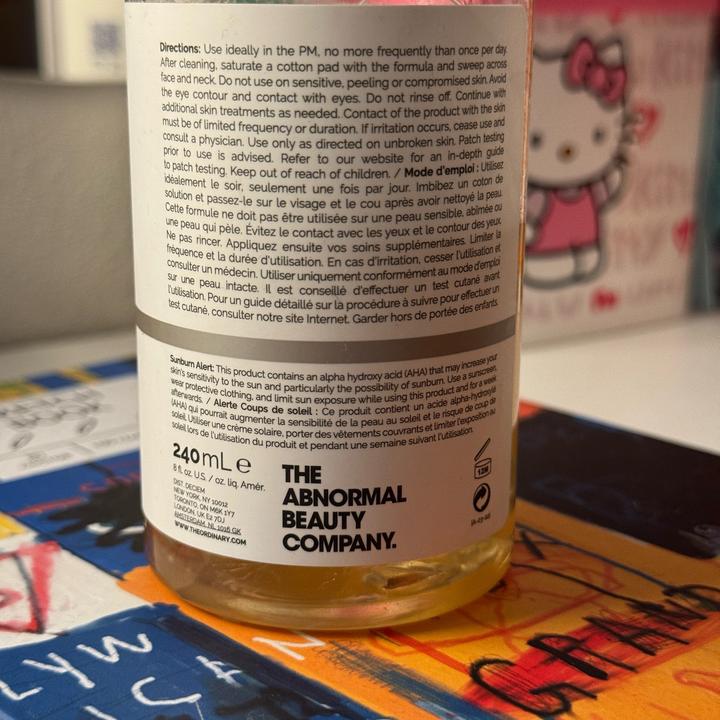 Directions: Use ideally in the PM, no more frequently than once per day.
After cleaning, saturate a cotton pad with the formula and sweep across
face and neck. Do not use on sensitive, peeling or compromised skin. Avoid
the eye contour and contact with eyes. Do not rinse off. Continue with
additional skin treatments as needed. Contact of the product with the skin
must be of limited frequency or duration. If irritation occurs, cease use and
consult a physician. Use only as directed on unbroken skin. Patch testing
prior to use is advised. Refer to our website for an in-depth guide
to patch testing. Keep out of reach of children. / Mode d'emploi : Utilisez
idéalement le soir, seulement une fois par jour. Imbibez un coton de
solution et passez-le sur le visage et le cou après avoir nettoyé la peau.
Cette formule ne doit pas être utilisée sur une peau sensible, abîmée ou
une peau qui pèle. Évitez le contact avec les yeux et le contour des yeux.
Ne pas rincer. Appliquez ensuite vos soins supplémentaires. Limiter la
fréquence et la durée d'utilisation. En cas d'irritation, cesser l'utilisation et
consulter un médecin. Utiliser uniquement conformément au mode d'emploi
sur une peau intacte. Il est conseillé d'effectuer un test cutané avant
l'utilisation. Pour un guide détaillé sur la procédure à suivre pour effectuer un
test cutané, consulter notre site Internet. Garder hors de portée des enfants.
Sunburn Alert: This product contains an alpha hydroxy acid (AHA) that may increase your
skin's sensitivity to the sun and particularly the possibility of sunburn. Use a sunscreen,
wear protective clothing, and limit sun exposure while using this product and for a week
afterwards. / Alerte Coups de soleil : Ce produit contient un acide alpha-hydroxylé
(AHA) qui pourrait augmenter la sensibilité de la peau au soleil et le risque de coup de
soleil. Utiliser une crème solaire, porter des vêtements couvrants et limiter l'exposition au
soleil lors de l'utilisation du produit et pendant une semaine suivant l'utilisation.
240 mL e
8 fl. oz. U.S. / oz. liq. Amér.
DIST. DECIEM
NEW YORK, NY 10012
TORONTO, ON M6K 1Y7
LONDON, UK E2 7DJ
AMSTERDAM, NL 1016 GK
WWW.THEORDINARY.COM
THE
ABNORMAL
BEAUTY
COMPANY.
12M
GRAND